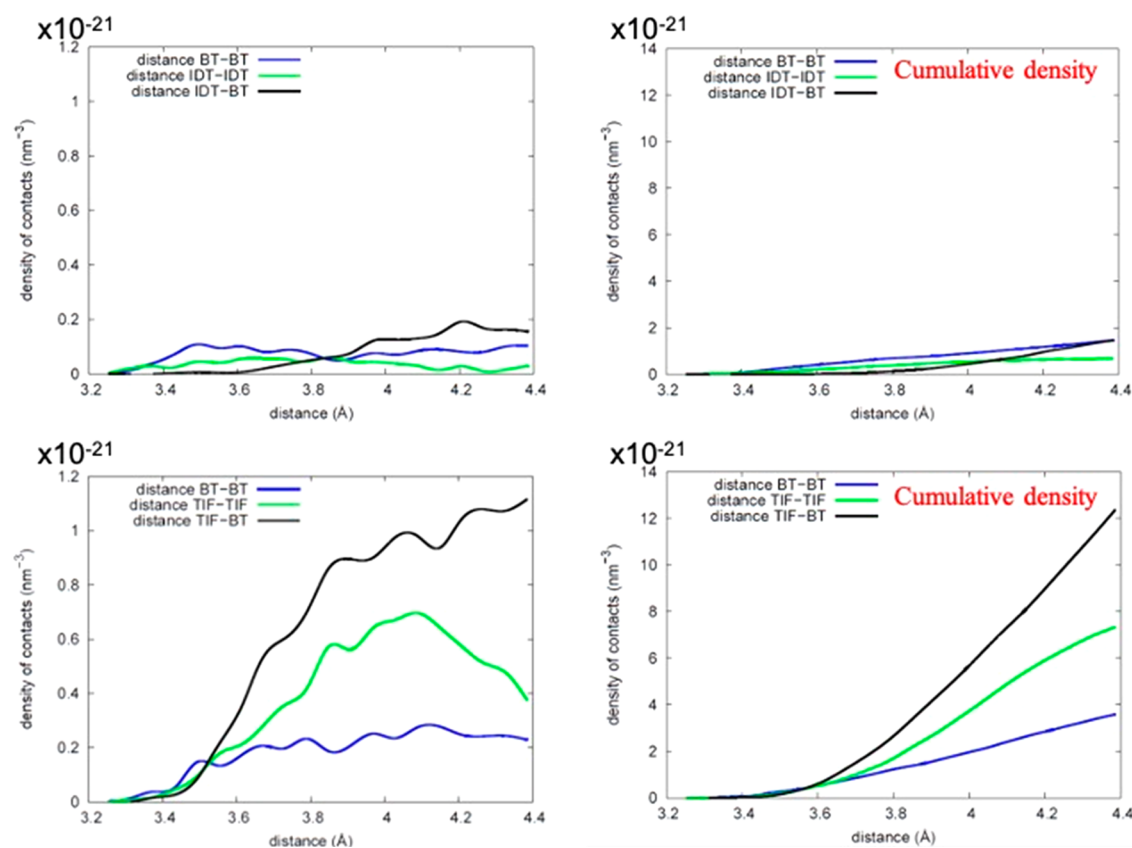 x10-21
1.2
1
0.8
0.6
0.4
0.2
0
3.2 3.4 3.6 3.8 4 4.2 4.4
density of contacts (nm−3)
distance (Å)
distance BT−BT
distance IDT−IDT
distance IDT−BT
x10-21
14
12
10
8
6
4
2
0
3.2 3.4 3.6 3.8 4 4.2 4.4
density of contacts (nm−3)
distance (Å)
distance BT−BT
distance IDT−IDT
distance IDT−BT
Cumulative density
x10-21
1.2
1
0.8
0.6
0.4
0.2
0
3.2 3.4 3.6 3.8 4 4.2 4.4
density of contacts (nm−3)
distance (Å)
distance BT−BT
distance TIF−TIF
distance TIF−BT
x10-21
14
12
10
8
6
4
2
0
3.2 3.4 3.6 3.8 4 4.2 4.4
density of contacts (nm−3)
distance (Å)
distance BT−BT
distance TIF−TIF
distance TIF−BT
Cumulative density